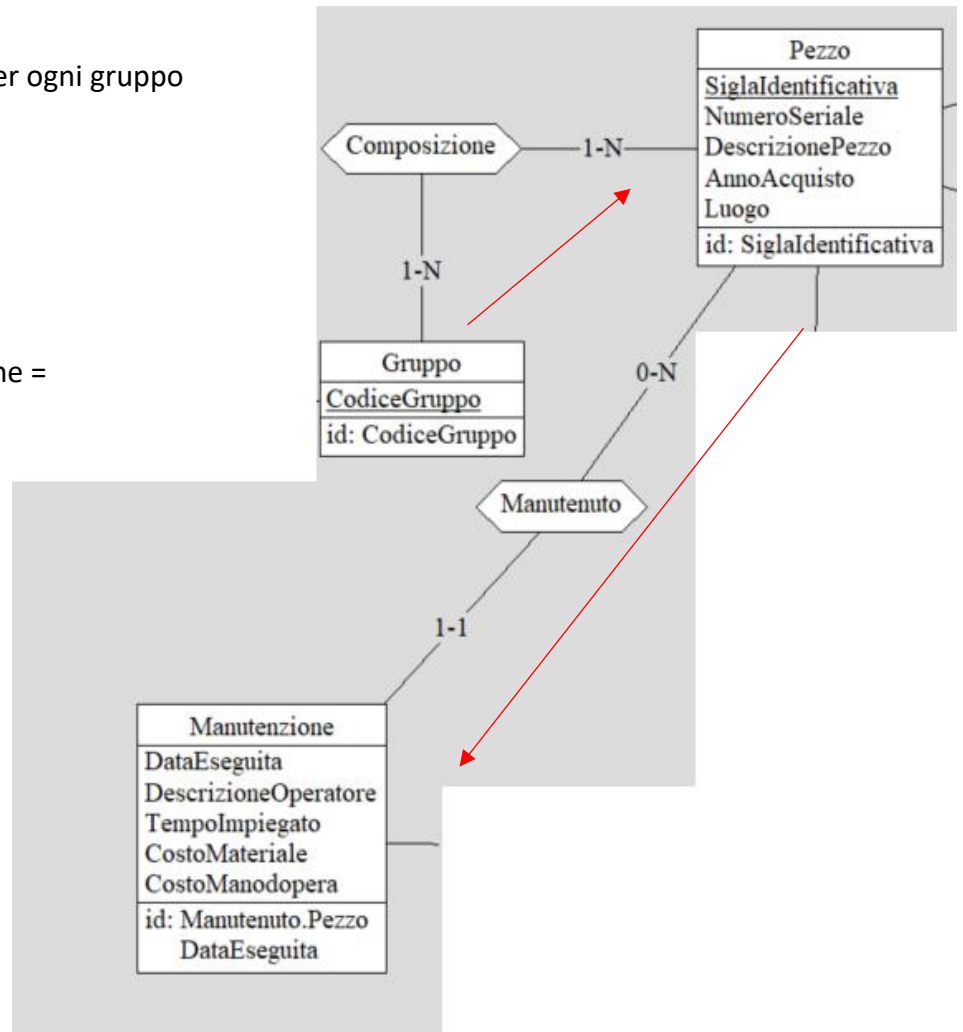 er ogni gruppo
Pezzo
SiglaIdentificativa
NumeroSeriale
DescrizionePezzo
AnnoAcquisto
Luogo
id: SiglaIdentificativa
Composizione
1-N
1-N
ne =
Gruppo
CodiceGruppo
id: CodiceGruppo
0-N
Manutenuto
1-1
Manutenzione
DataEseguita
DescrizioneOperatore
TempoImpiegato
CostoMateriale
CostoManodopera
id: Manutenuto.Pezzo
DataEseguita